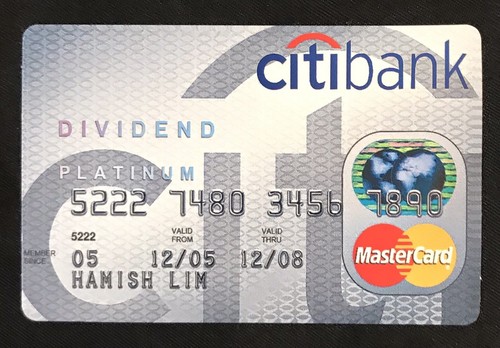 citibank
DIVIDEND
PLATINUM
5222 7480 3456 7890
5222 VALID FROM VALID THRU
MEMBER SINCE 05 12/05 12/08
HAMISH LIM
MasterCard
citi